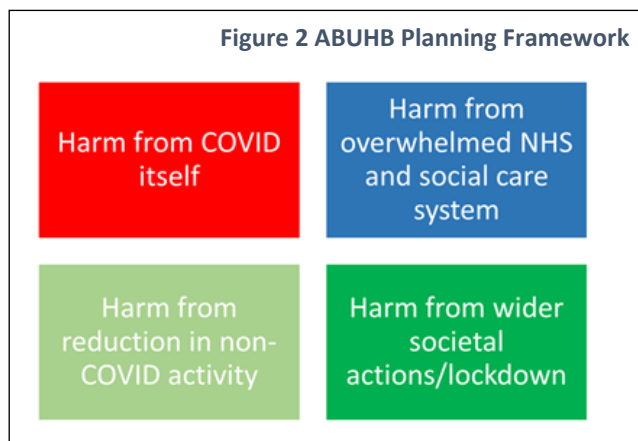 Figure 2 ABUHB Planning Framework
Harm from COVID
itself
Harm from
overwhelmed NHS
and social care
system
Harm from
reduction in non-
COVID activity
Harm from wider
societal
actions/lockdown